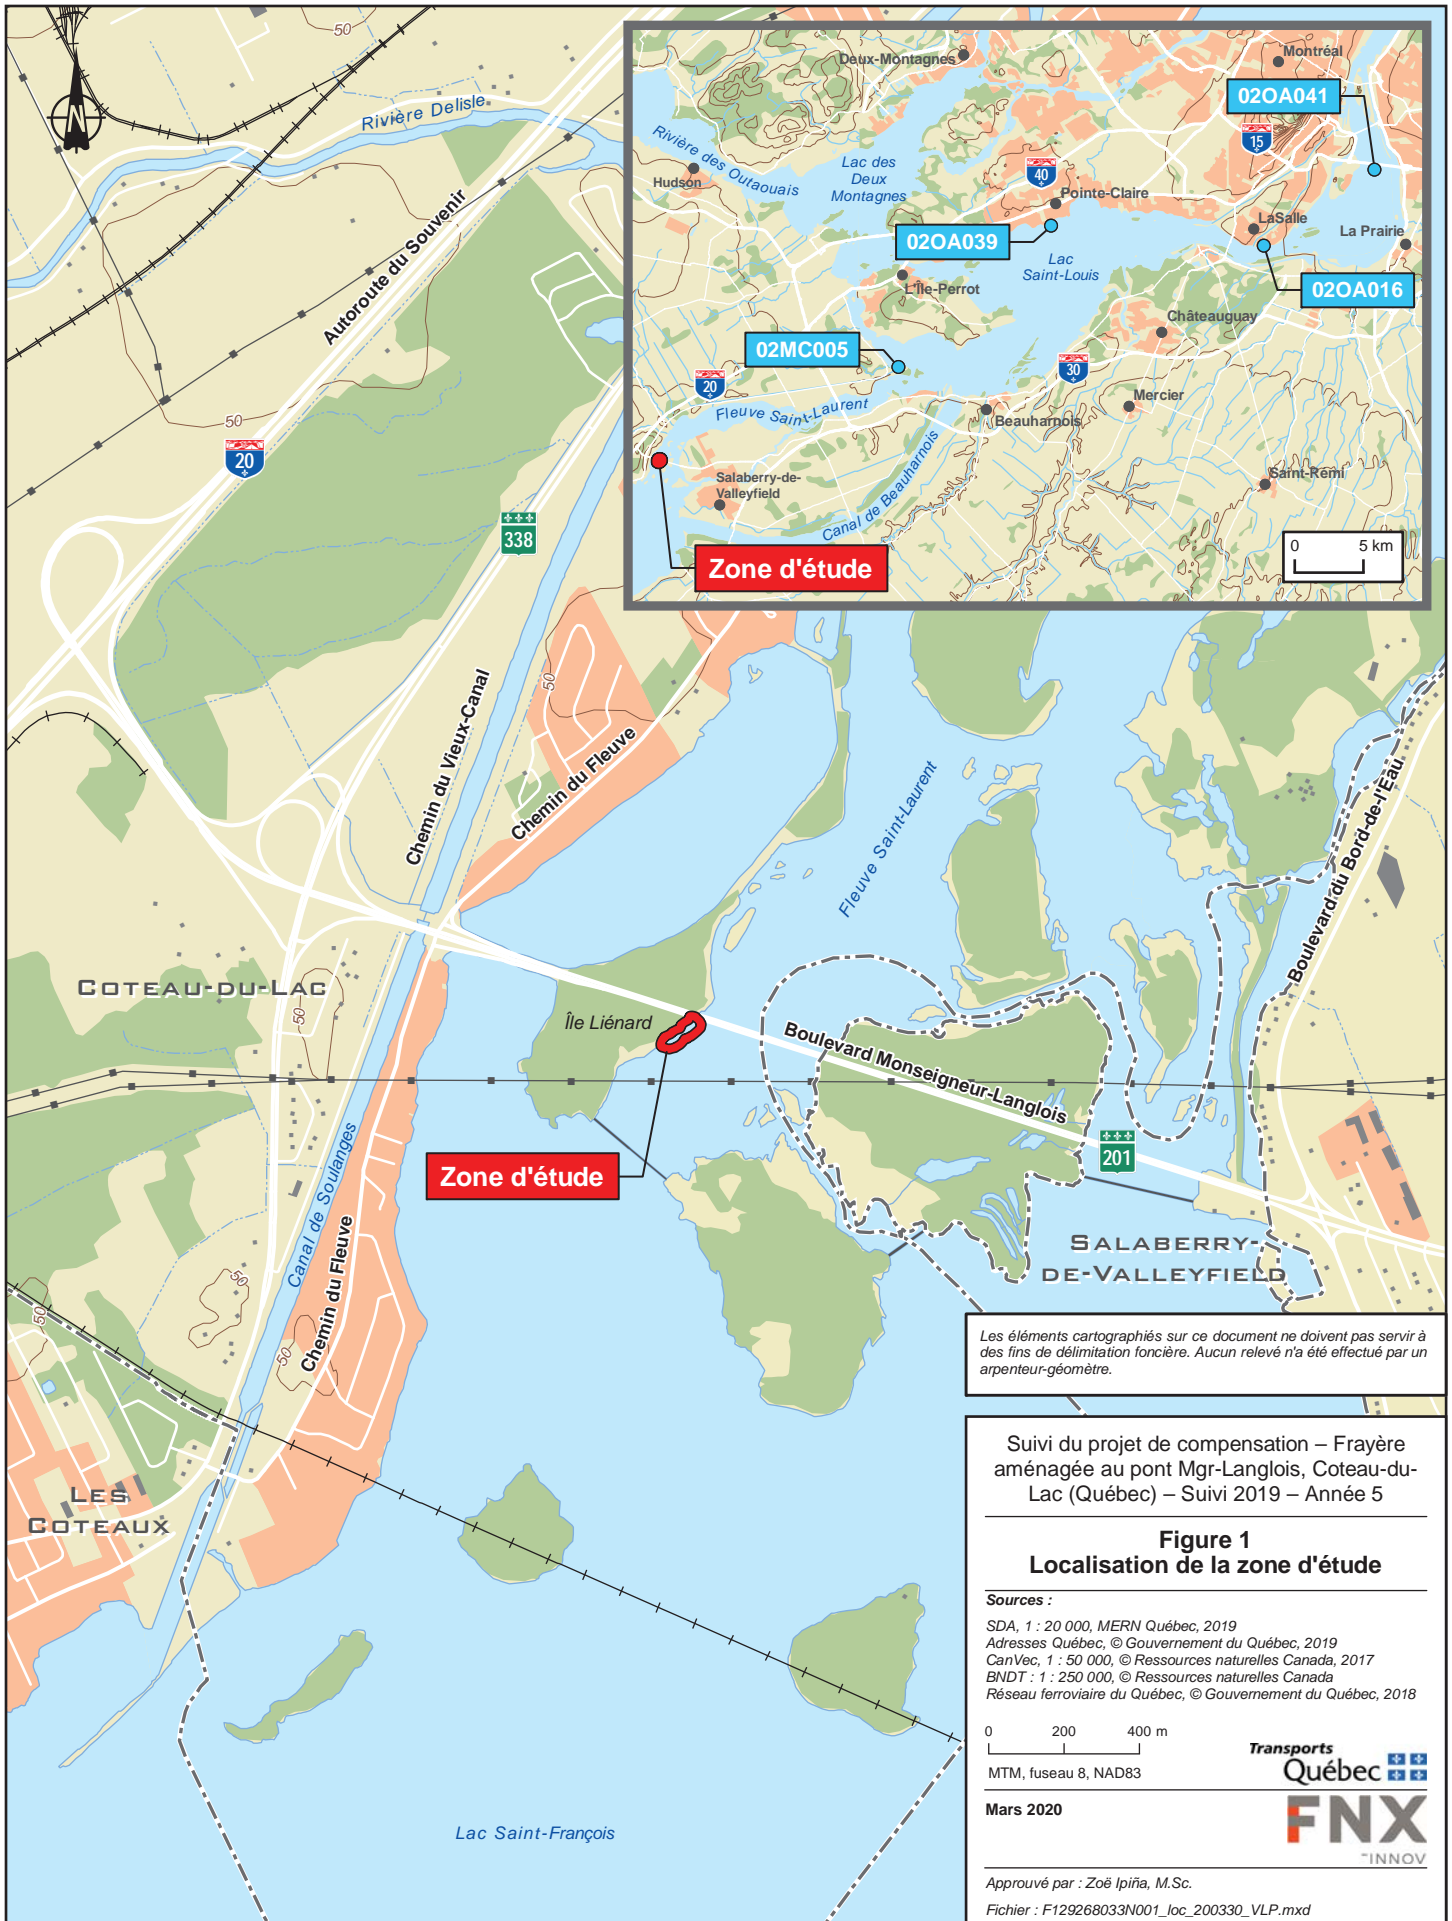 50
Rivière Delisle
Autoroute du Souvenir
50
20
338
Deux-Montagnes
Montréal
02OA041
Rivière des Outaouais
Lac des
Deux
Montagnes
15
40
Hudson
Pointe-Claire
LaSalle
La Prairie
02OA039
Lac
Saint-Louis
L'Île-Perrot
02OA016
Châteauguay
02MC005
20
30
Fleuve Saint-Laurent
Mercier
Beauharnois
Salaberry-de-
Valleyfield
Canal de Beauharnois
Saint-Rémi
Zone d'étude
0 5 km
50
Chemin du Vieux-Canal
Chemin du Fleuve
Fleuve Saint-Laurent
Boulevard du Bord-de-l'Eau
COTEAU-DU-LAC
50
Île Liénard
Boulevard Monseigneur-Langlois
201
Zone d'étude
Canal de Soulanges
Chemin du Fleuve
SALABERRY-
DE-VALLEYFIELD
50
50
50
LES
COTEAUX
Lac Saint-François
Les éléments cartographiés sur ce document ne doivent pas servir à
des fins de délimitation foncière. Aucun relevé n'a été effectué par un
arpenteur-géomètre.
Suivi du projet de compensation – Frayère
aménagée au pont Mgr-Langlois, Coteau-du-
Lac (Québec) – Suivi 2019 – Année 5
Figure 1
Localisation de la zone d'étude
Sources :
SDA, 1 : 20 000, MERN Québec, 2019
Adresses Québec, © Gouvernement du Québec, 2019
CanVec, 1 : 50 000, © Ressources naturelles Canada, 2017
BNDT : 1 : 250 000, © Ressources naturelles Canada
Réseau ferroviaire du Québec, © Gouvernement du Québec, 2018
0 200 400 m
MTM, fuseau 8, NAD83
Transports
Québec
Mars 2020
FNX
INNOV
Approuvé par : Zoë Ipiña, M.Sc.
Fichier : F129268033N001_loc_200330_VLP.mxd
N